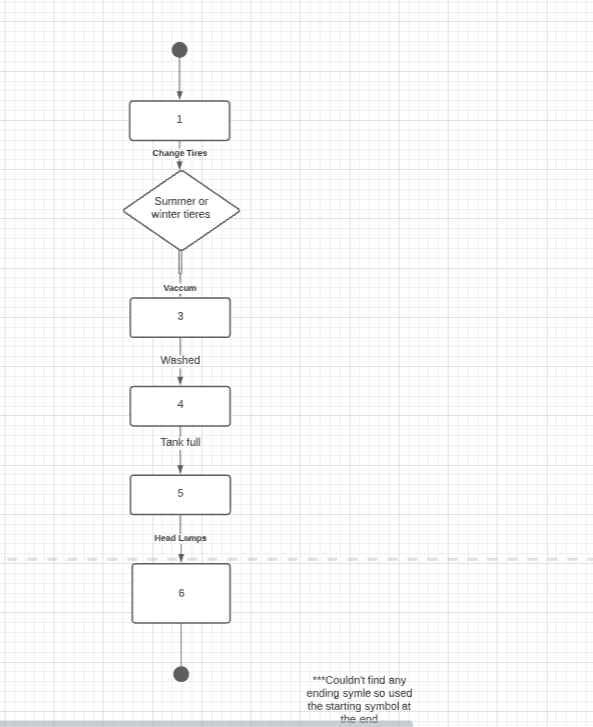 1
Change Tires
Summer or
winter tieres
Vaccum
3
Washed
4
Tank full
5
Head Lamps
6
***Couldn't find any
ending symle so used
the starting symbol at
the end